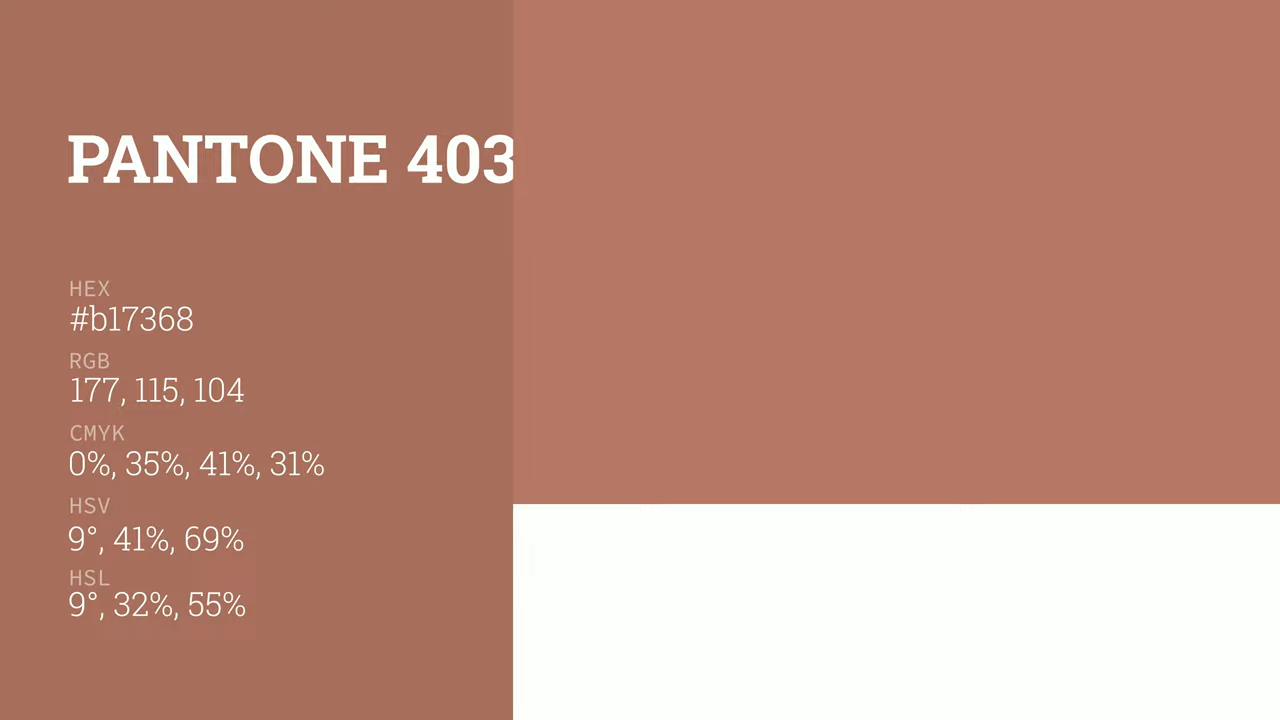 PANTONE 403
HEX
#b17368
RGB
177, 115, 104
CMYK
0%, 35%, 41%, 31%
HSV
9°, 41%, 69%
HSL
9°, 32%, 55%